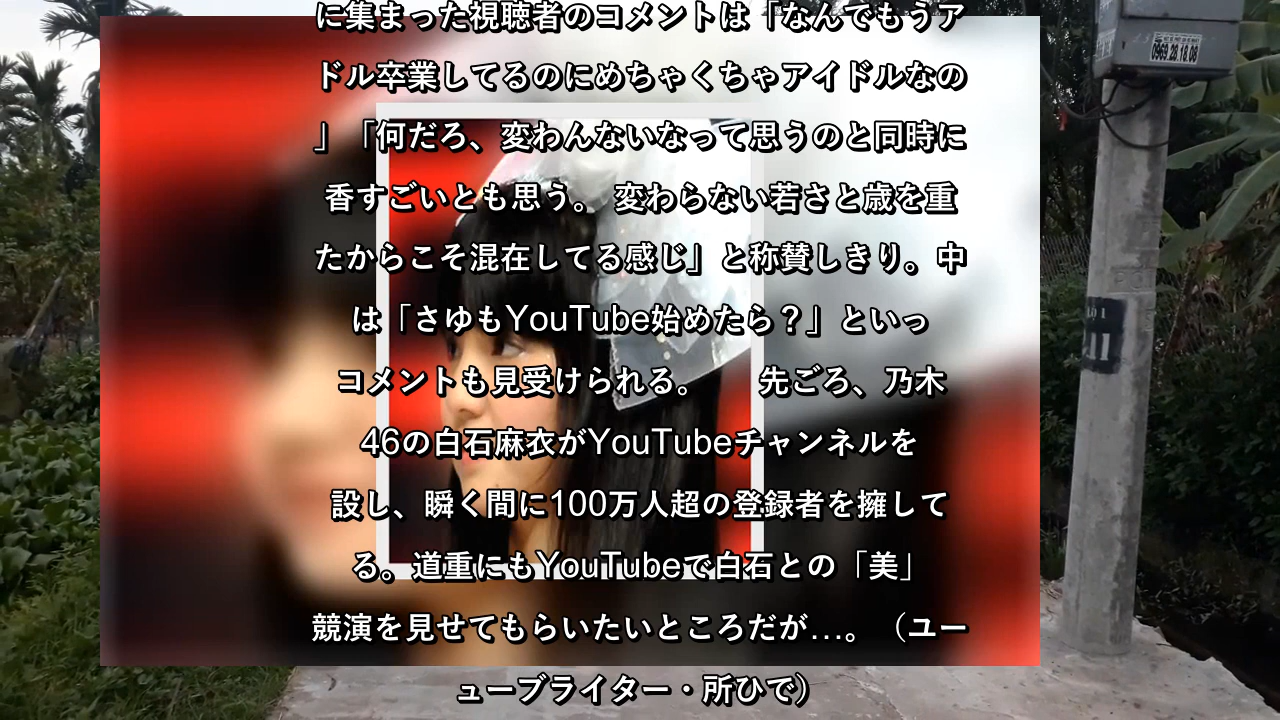 に集まった視聴者のコメントは「なんでもうア
ドル卒業してるのにめちゃくちゃアイドルなの
」「何だろ、変わんないなって思うのと同時に
香すごいとも思う。 変わらない若さと歳を重
たからこそ混在してる感じ」と称賛しきり。中
は「さゆもYouTube始めたら？」といっ
コメントも見受けられる。　　先ごろ、乃木
46の白石麻衣がYouTubeチャンネルを
設し、瞬く間に100万人超の登録者を擁して
る。道重にもYouTubeで白石との「美」
競演を見せてもらいたいところだが…。（ユー
ューブライター・所ひで）
0969.28.18.08